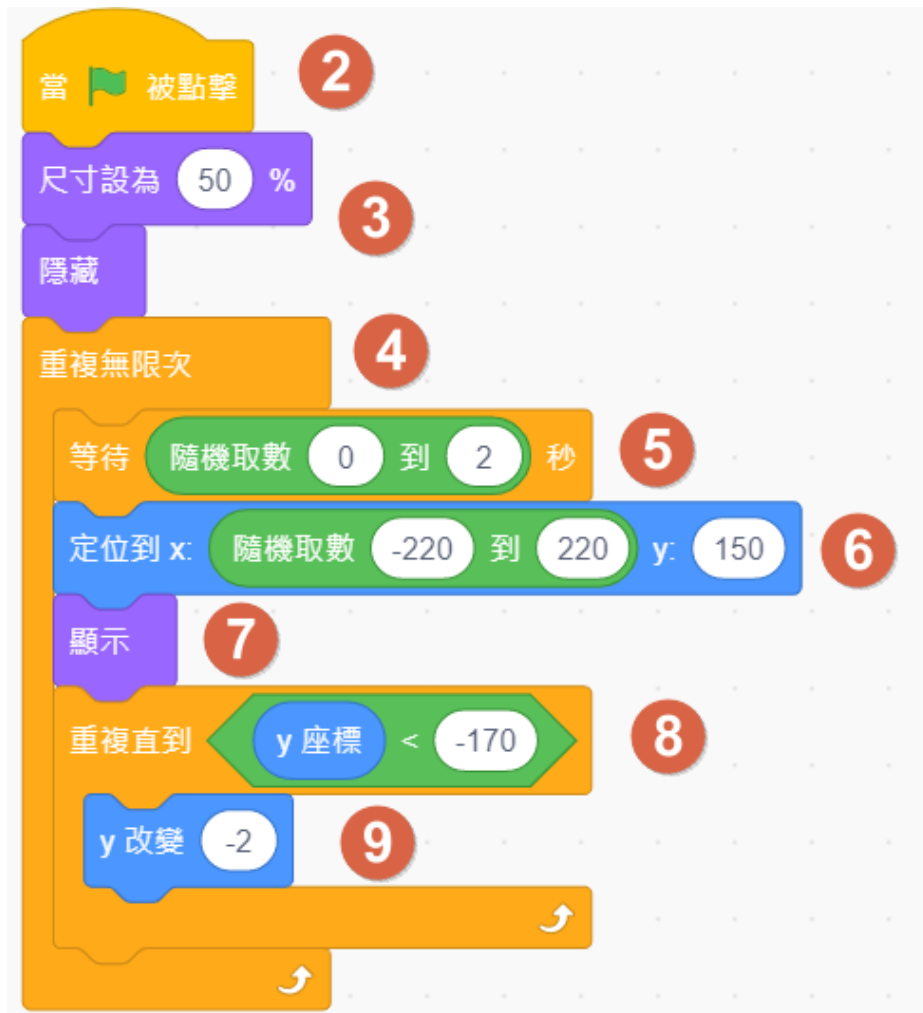 當 被點擊 2
尺寸設為 50 %
3
隱藏
重複無限次 4
等待 隨機取數 0 到 2 秒 5
定位到 x: 隨機取數 -220 到 220 y: 150 6
顯示 7
重複直到 y 座標 < -170 8
y 改變 -2 9